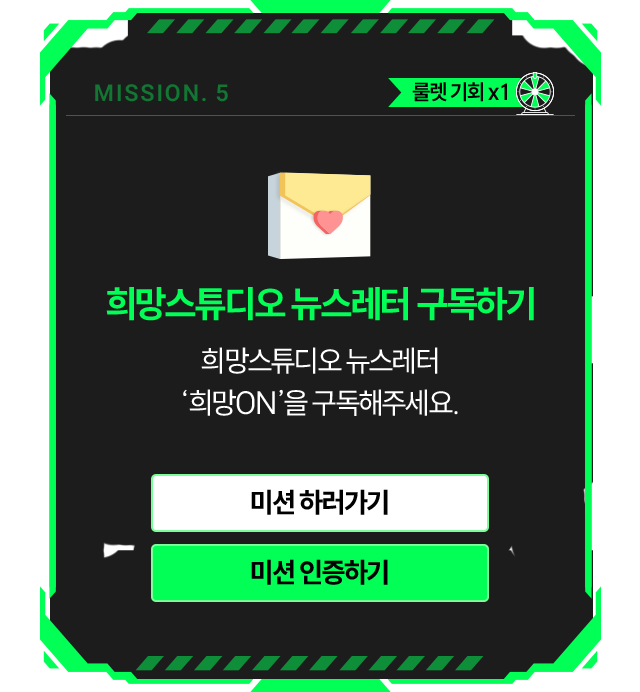 MISSION. 5
룰렛 기회 x1
희망스튜디오 뉴스레터 구독하기
희망스튜디오 뉴스레터
‘희망ON’을 구독해주세요.
미션 하러가기
미션 인증하기